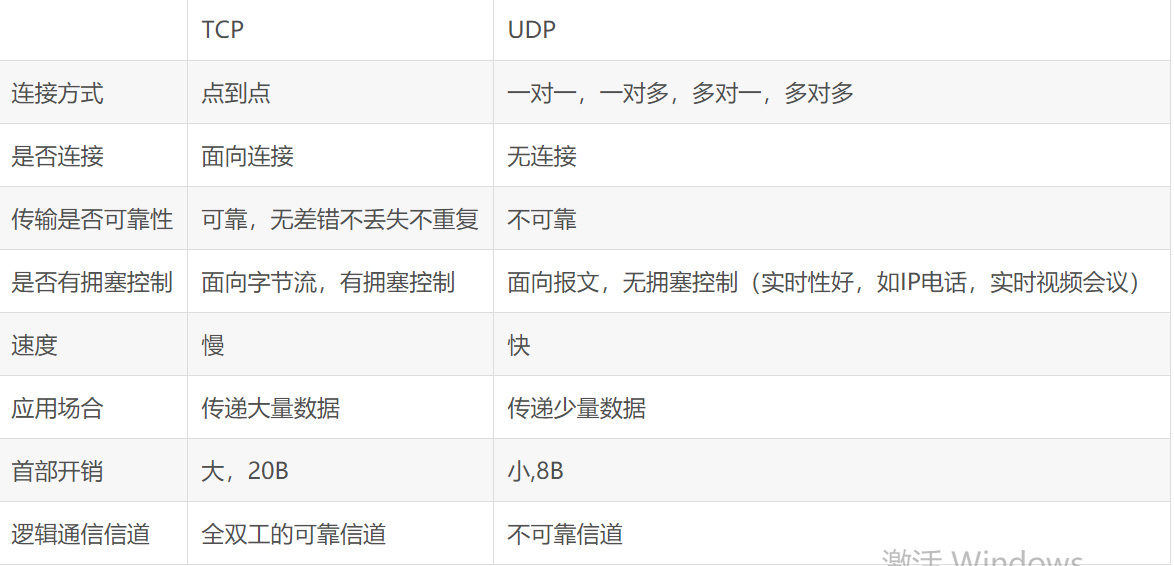 TCP UDP
连接方式 点到点 一对一，一对多，多对一，多对多
是否连接 面向连接 无连接
传输是否可靠性 可靠，无差错不丢失不重复 不可靠
是否有拥塞控制 面向字节流，有拥塞控制 面向报文，无拥塞控制（实时性好，如IP电话，实时视频会议）
速度 慢 快
应用场合 传递大量数据 传递少量数据
首部开销 大，20B 小,8B
逻辑通信信道 全双工的可靠信道 不可靠信道
激活 Windows